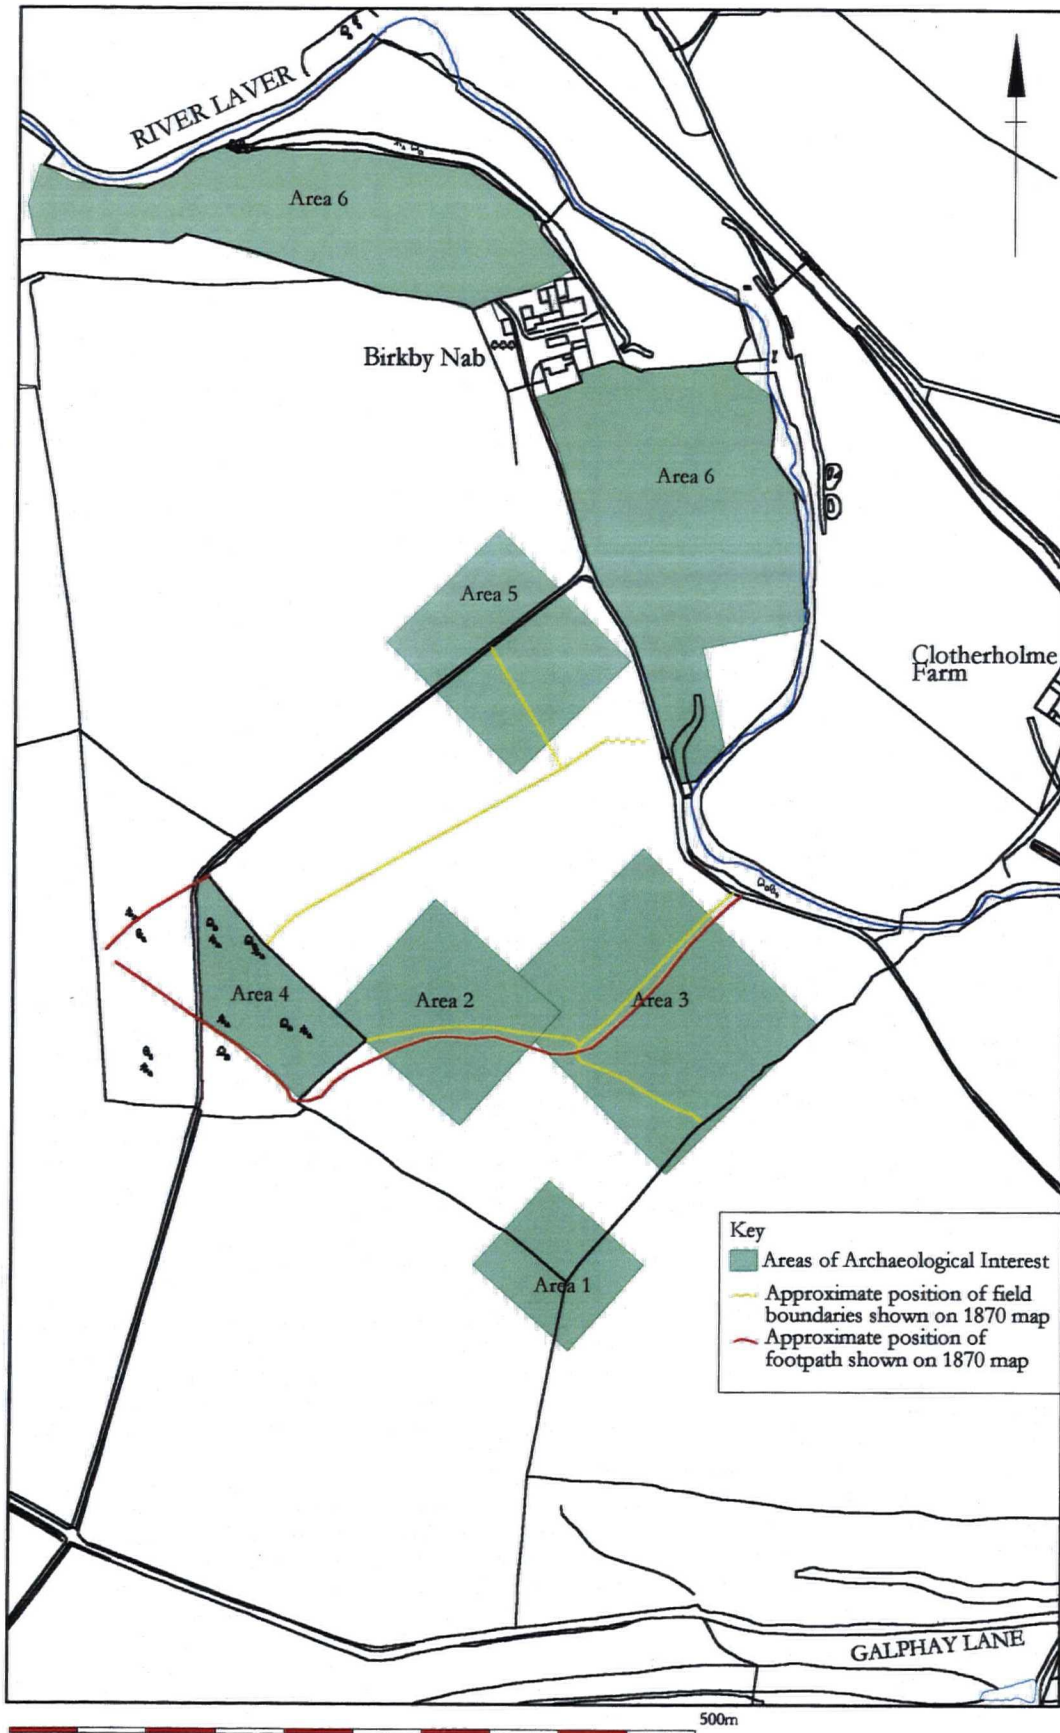 RIVER LAVER
Area 6
Birkby Nab
Area 6
Area 5
Clotherholme
Farm
Area 4
Area 2
Area 3
Key
Areas of Archaeological Interest
Approximate position of field
boundaries shown on 1870 map
Approximate position of
footpath shown on 1870 map
Area 1
GALPHAY LANE
500m